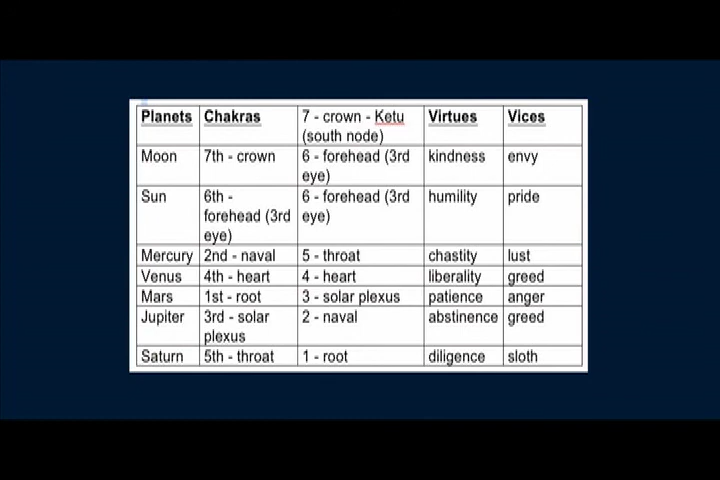 Planets Chakras 7 - crown - Ketu (south node) Virtues Vices
Moon 7th - crown 6 - forehead (3rd eye) kindness envy
Sun 6th - forehead (3rd eye) 6 - forehead (3rd eye) humility pride
Mercury 2nd - naval 5 - throat chastity lust
Venus 4th - heart 4 - heart liberality greed
Mars 1st - root 3 - solar plexus patience anger
Jupiter 3rd - solar plexus 2 - naval abstinence greed
Saturn 5th - throat 1 - root diligence sloth